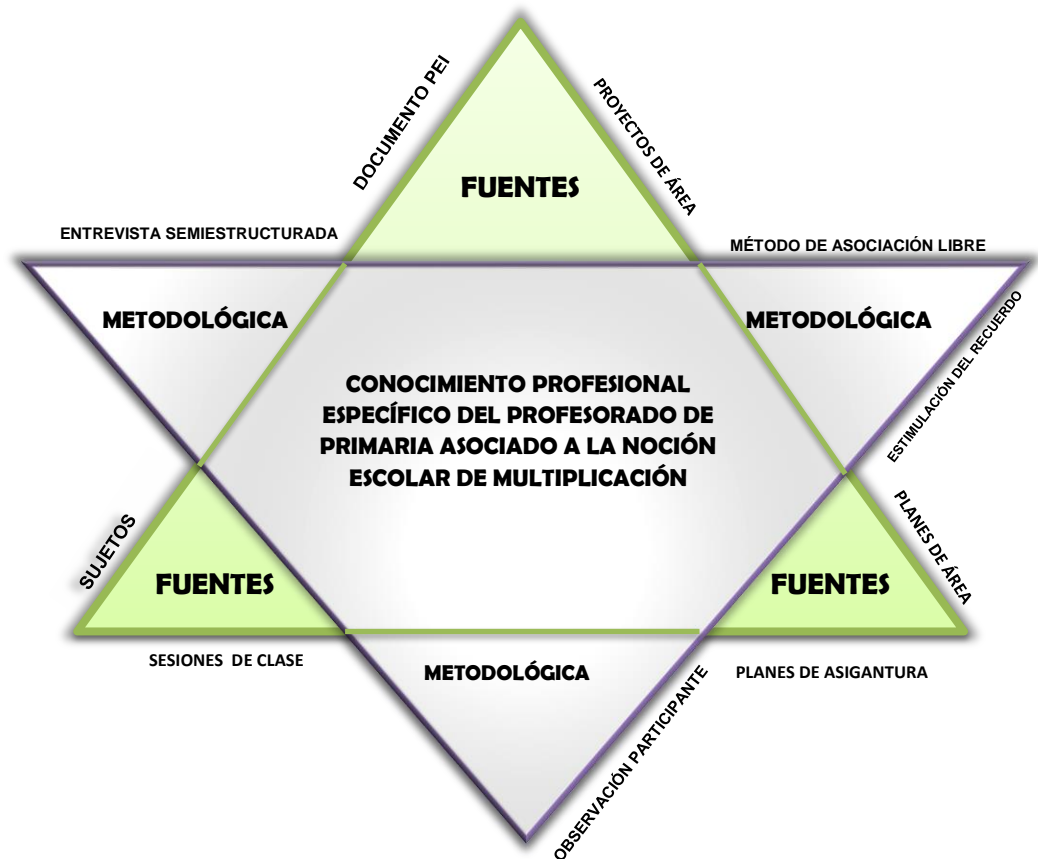 DOCUMENTO PEI
PROYECTOS DE ÁREA
FUENTES
ENTREVISTA SEMIESTRUCTURADA
MÉTODO DE ASOCIACIÓN LIBRE
METODOLÓGICA
METODOLÓGICA
ESTIMULACIÓN DEL RECUERDO
CONOCIMIENTO PROFESIONAL
ESPECÍFICO DEL PROFESORADO DE
PRIMARIA ASOCIADO A LA NOCIÓN
ESCOLAR DE MULTIPLICACIÓN
SUJETOS
FUENTES
FUENTES
PLANES DE ÁREA
SESIONES DE CLASE
METODOLÓGICA
PLANES DE ASIGANTURA
OBSERVACIÓN PARTICIPANTE